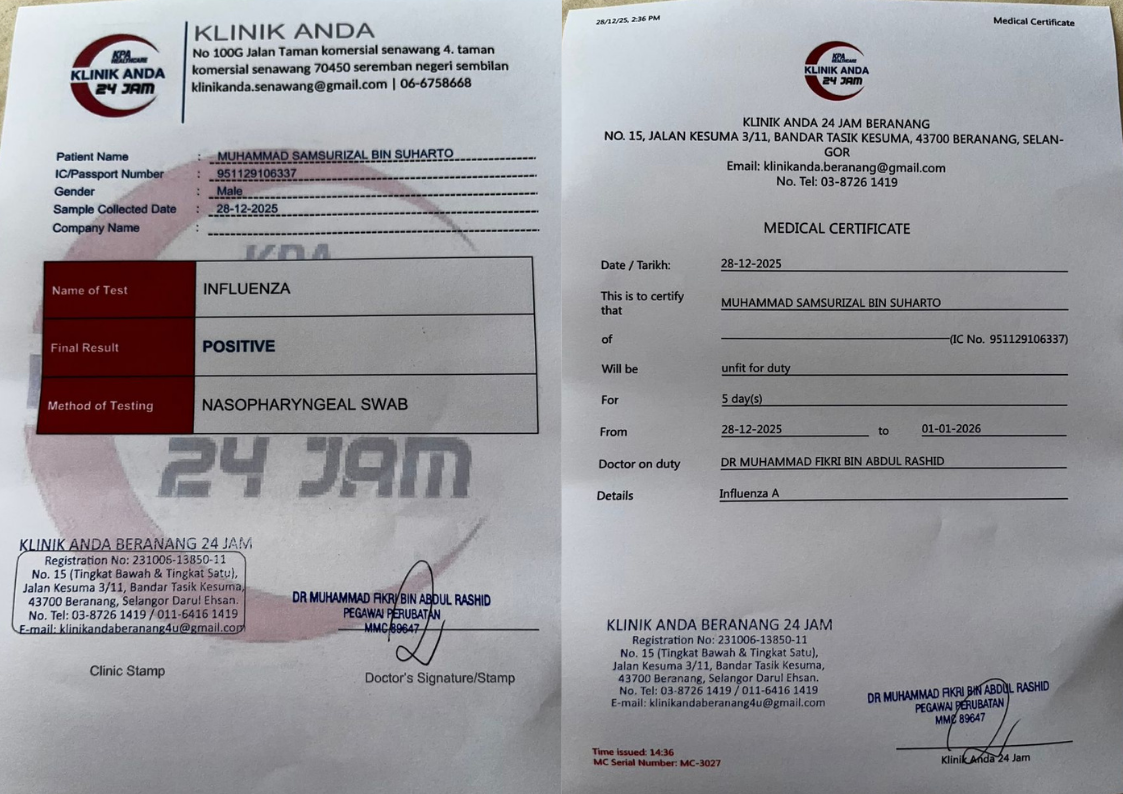 KPA
HEALTHCARE
KLINIK ANDA
24 JAM
KLINIK ANDA
No 100G Jalan Taman komersial senawang 4. taman
komersial senawang 70450 seremban negeri sembilan
klinikanda.senawang@gmail.com | 06-6758668
Patient Name : MUHAMMAD SAMSURIZAL BIN SUHARTO
IC/Passport Number : 951129106337
Gender : Male
Sample Collected Date : 28-12-2025
Company Name :
KPA
Name of Test INFLUENZA
Final Result POSITIVE
Method of Testing NASOPHARYNGEAL SWAB
24 JAM
KLINIK ANDA BERANANG 24 JAM
Registration No: 231006-13850-11
No. 15 (Tingkat Bawah & Tingkat Satu),
Jalan Kesuma 3/11, Bandar Tasik Kesuma,
43700 Beranang, Selangor Darul Ehsan.
No. Tel: 03-8726 1419 / 011-6416 1419
E-mail: klinikandaberanang4u@gmail.com
Clinic Stamp
DR MUHAMMAD FIKRI BIN ABDUL RASHID
PEGAWAI PERUBATAN
MMC 89647
Doctor's Signature/Stamp
28/12/25, 2:36 PM
Medical Certificate
KPA
HEALTHCARE
KLINIK ANDA
24 JAM
KLINIK ANDA 24 JAM BERANANG
NO. 15, JALAN KESUMA 3/11, BANDAR TASIK KESUMA, 43700 BERANANG, SELAN-
GOR
Email: klinikanda.beranang@gmail.com
No. Tel: 03-8726 1419
MEDICAL CERTIFICATE
Date / Tarikh: 28-12-2025
This is to certify
that MUHAMMAD SAMSURIZAL BIN SUHARTO
of (IC No. 951129106337)
Will be unfit for duty
For 5 day(s)
From 28-12-2025 to 01-01-2026
Doctor on duty DR MUHAMMAD FIKRI BIN ABDUL RASHID
Details Influenza A
KLINIK ANDA BERANANG 24 JAM
Registration No: 231006-13850-11
No. 15 (Tingkat Bawah & Tingkat Satu),
Jalan Kesuma 3/11, Bandar Tasik Kesuma,
43700 Beranang, Selangor Darul Ehsan.
No. Tel: 03-8726 1419 / 011-6416 1419
E-mail: klinikandaberanang4u@gmail.com
DR MUHAMMAD FIKRI BIN ABDUL RASHID
PEGAWAI PERUBATAN
MMC 89647
Klinik Anda 24 Jam
Time issued: 14:36
MC Serial Number: MC-3027